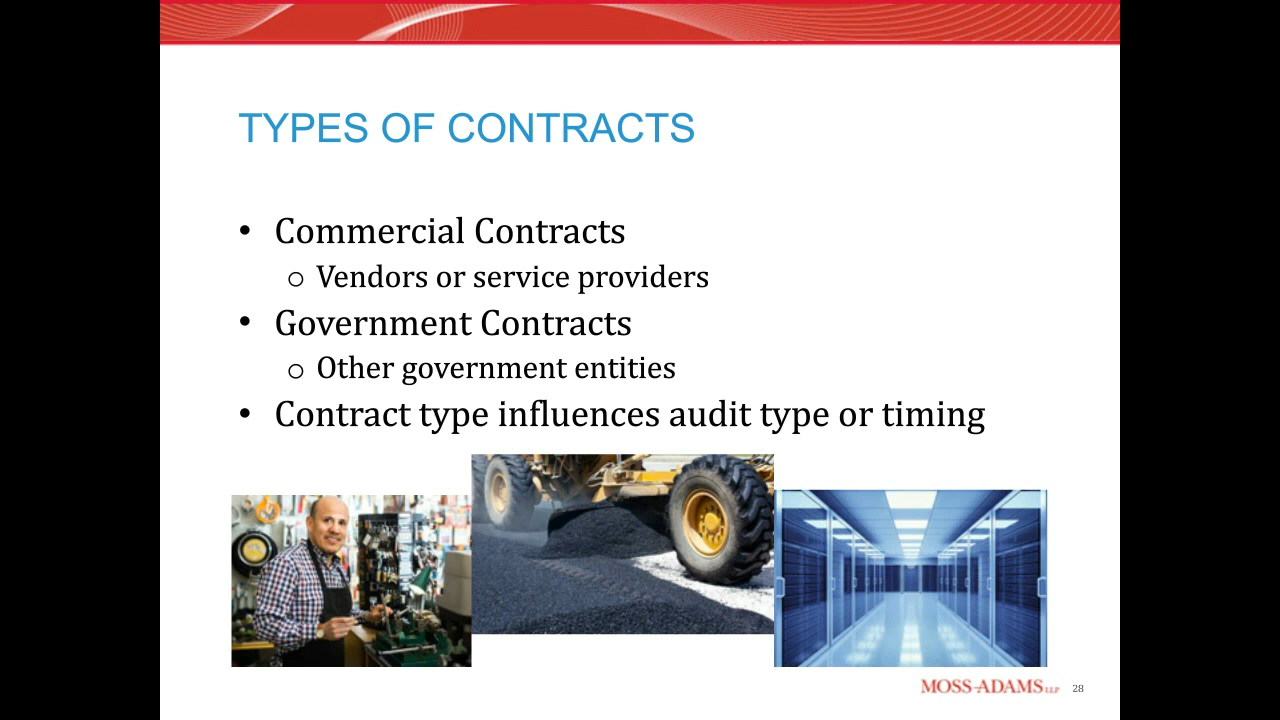 TYPES OF CONTRACTS
• Commercial Contracts
o Vendors or service providers
• Government Contracts
o Other government entities
• Contract type influences audit type or timing
MOSS-ADAMS LLP 28